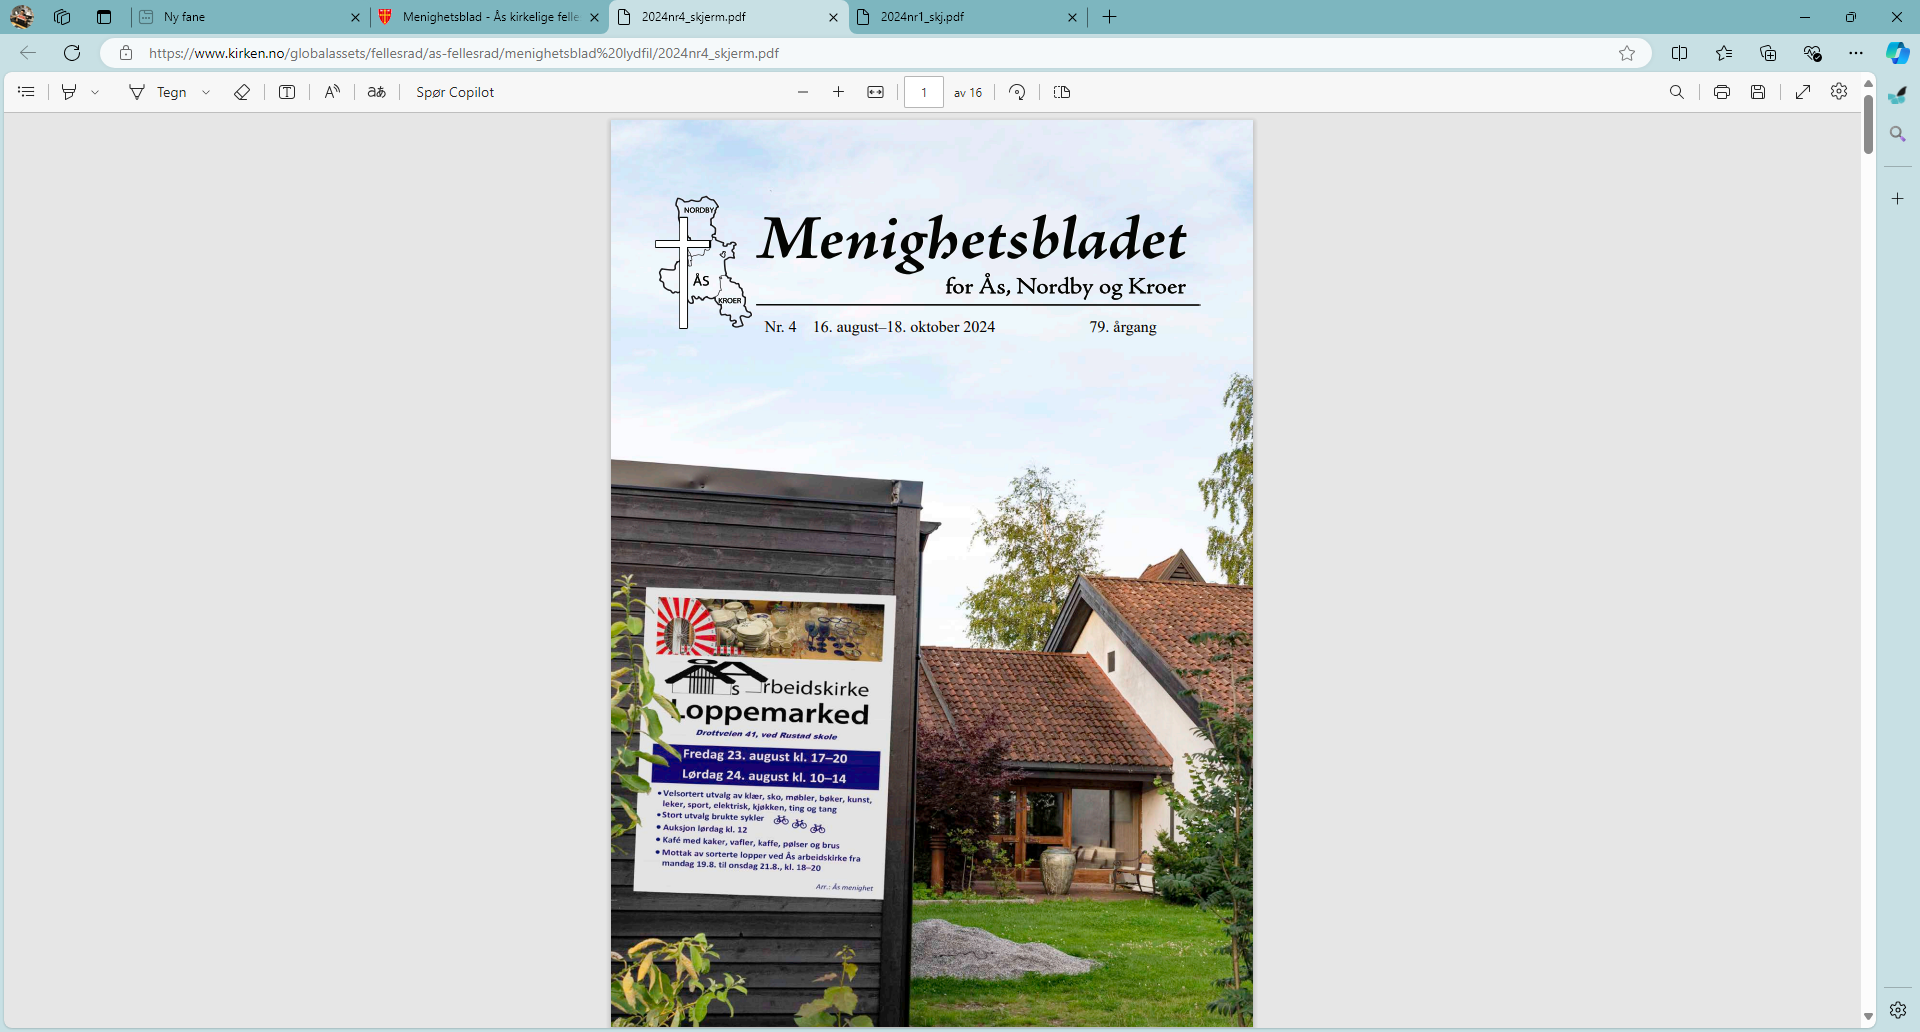 Ny fane
Menighetsblad - Ås kirkelige felle
2024nr4_skjerm.pdf
2024nr1_skj.pdf
https://www.kirken.no/globalassets/fellesrad/as-fellesrad/menighetsblad%20lydfil/2024nr4_skjerm.pdf
Tegn
Spør Copilot
1
av 16
NORDBY
ÅS
KROER
Menighetsbladet
for Ås, Nordby og Kroer
Nr. 4 16. august–18. oktober 2024 79. årgang
Ås arbeidskirke
Loppemarked
Drottveien 41, ved Rustad skole
Fredag 23. august kl. 17–20
Lørdag 24. august kl. 10–14
• Velsortert utvalg av klær, sko, møbler, bøker, kunst,
leker, sport, elektrisk, kjøkken, ting og tang
• Stort utvalg brukte sykler
• Auksjon lørdag kl. 12
• Kafé med kaker, vafler, kaffe, pølser og brus
• Mottak av sorterte lopper ved Ås arbeidskirke fra
mandag 19.8. til onsdag 21.8., kl. 18–20
Arr.: Ås menighet